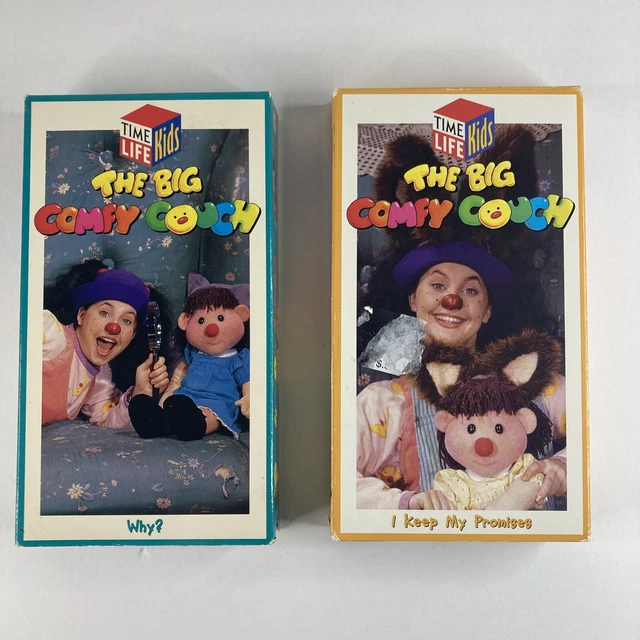 TIME
LIFE
Kids
THE BIG
COMFY COUCH
Why?
TIME
LIFE
Kids
THE BIG
COMFY COUCH
I Keep My Promises